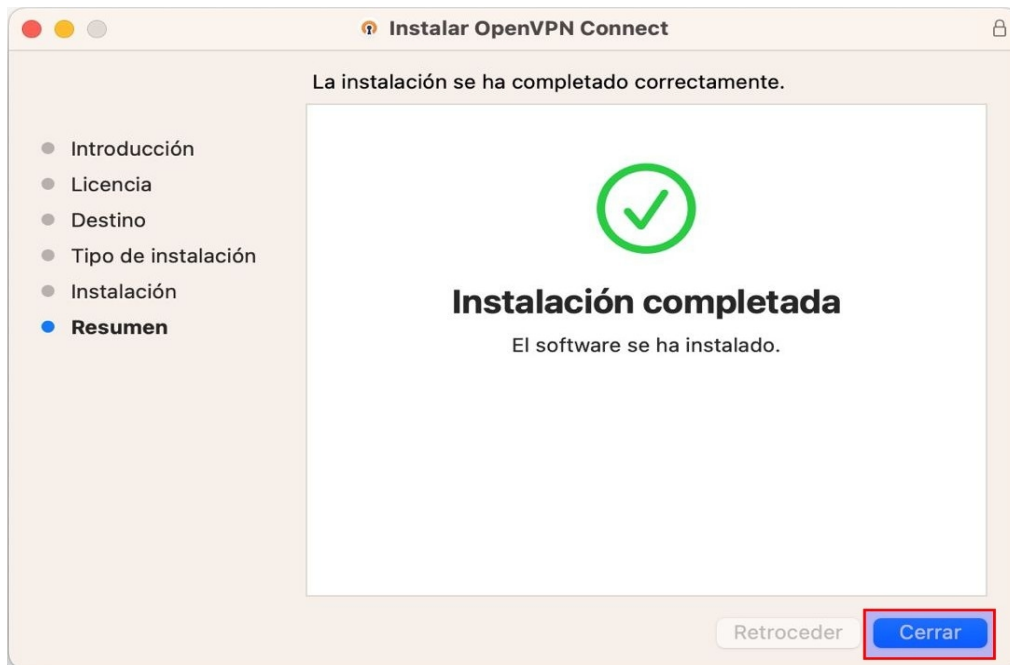 Instalar OpenVPN Connect
La instalación se ha completado correctamente.
Introducción
Licencia
Destino
Tipo de instalación
Instalación
Resumen
Instalación completada
El software se ha instalado.
Retroceder
Cerrar